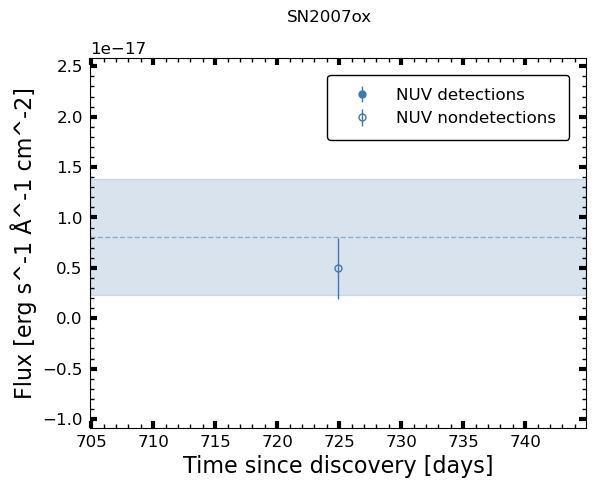 SN2007ox
1e−17
NUV detections
NUV nondetections
2.5
2.0
1.5
1.0
0.5
0.0
−0.5
−1.0
Flux [erg s^-1 Å^-1 cm^-2]
705 710 715 720 725 730 735 740
Time since discovery [days]